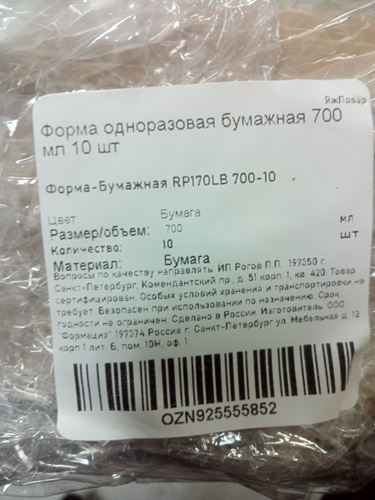 ЯжПовар
Форма одноразовая бумажная 700
мл 10 шт
Форма-Бумажная RP170LB 700-10
Цвет: Бумага
Размер/объем: 700 мл
Количество: 10 шт
Материал: Бумага
Вопросы по качеству направлять: ИП Рогов П.П. 197350 г.
Санкт-Петербург, Комендантский пр., д. 51 корп. 1, кв. 420. Товар
сертифицирован. Особых условий хранения и транспортировки не
требует. Безопасен при использовании по назначению. Срок
годности не ограничен. Сделано в России. Изготовитель ООО
"Формация" 197374 Россия г. Санкт-Петербург ул. Мебельная д. 12
корп 1 лит. Б, пом. 10Н, оф. 1
OZN925555852